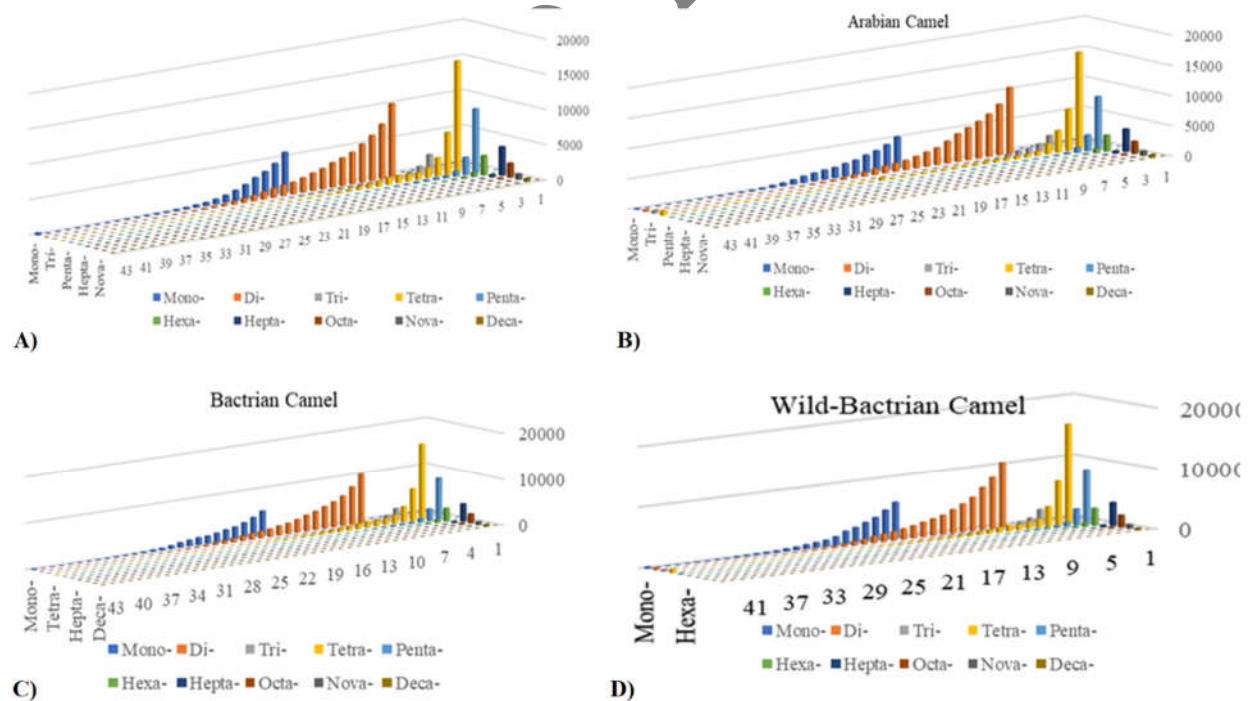 20000
15000
10000
5000
0
Mono-
Tri-
Penta-
Hepta-
Nova-
43 41 39 37 35 33 31 29 27 25 23 21 19 17 15 13 11 9 7 5 3 1
Mono- Di- Tri- Tetra- Penta-
Hexa- Hepta- Octa- Nova- Deca-
A)
Arabian Camel
20000
15000
10000
5000
0
Mono-
Tri-
Penta-
Hepta-
Nova-
43 41 39 37 35 33 31 29 27 25 23 21 19 17 15 13 11 9 7 5 3 1
Mono- Di- Tri- Tetra- Penta-
Hexa- Hepta- Octa- Nova- Deca-
B)
Bactrian Camel
20000
10000
0
Mono-
Tetra-
Hepta-
Deca-
43 40 37 34 31 28 25 22 19 16 13 10 7 4 1
Mono- Di- Tri- Tetra- Penta-
Hexa- Hepta- Octa- Nova- Deca-
C)
Wild-Bactrian Camel
20000
10000
0
Mono-
Hexa-
41 37 33 29 25 21 17 13 9 5 1
Mono- Di- Tri- Tetra- Penta-
Hexa- Hepta- Octa- Nova- Deca-
D)